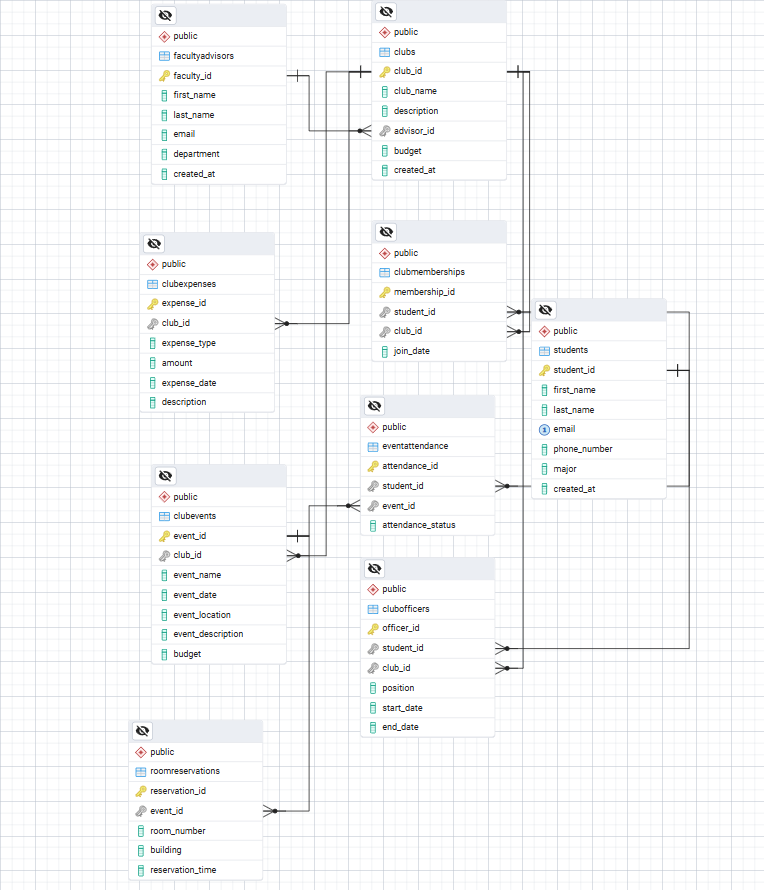 public
facultyadvisors
faculty_id
first_name
last_name
email
department
created_at
public
clubs
club_id
club_name
description
advisor_id
budget
created_at
public
clubexpenses
expense_id
club_id
expense_type
amount
expense_date
description
public
clubmemberships
membership_id
student_id
club_id
join_date
public
students
student_id
first_name
last_name
1
email
phone_number
major
created_at
public
eventattendance
attendance_id
student_id
event_id
attendance_status
public
clubevents
event_id
club_id
event_name
event_date
event_location
event_description
budget
public
clubofficers
officer_id
student_id
club_id
position
start_date
end_date
public
roomreservations
reservation_id
event_id
room_number
building
reservation_time